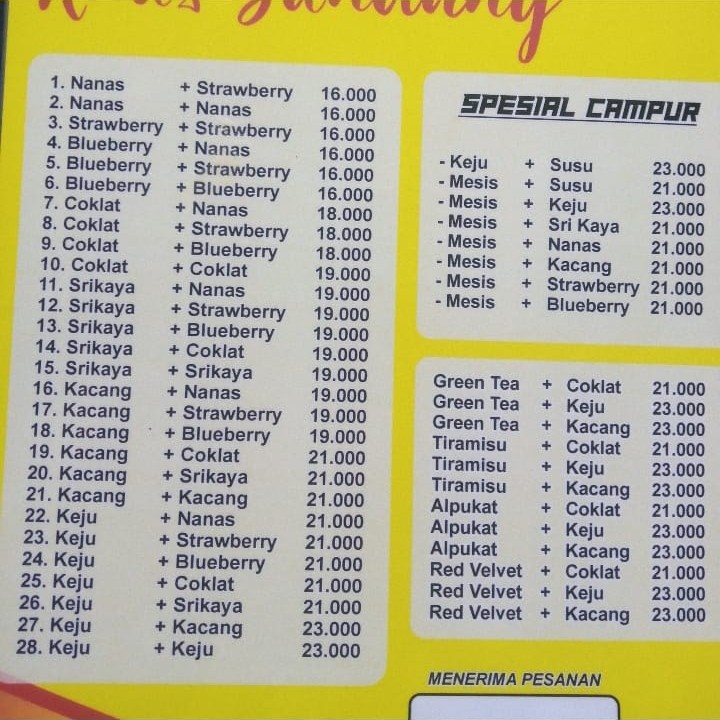 1. Nanas + Strawberry 16.000
2. Nanas + Nanas 16.000
3. Strawberry + Strawberry 16.000
4. Blueberry + Nanas 16.000
5. Blueberry + Strawberry 16.000
6. Blueberry + Blueberry 16.000
7. Coklat + Nanas 18.000
8. Coklat + Strawberry 18.000
9. Coklat + Blueberry 18.000
10. Coklat + Coklat 19.000
11. Srikaya + Nanas 19.000
12. Srikaya + Strawberry 19.000
13. Srikaya + Blueberry 19.000
14. Srikaya + Coklat 19.000
15. Srikaya + Srikaya 19.000
16. Kacang + Nanas 19.000
17. Kacang + Strawberry 19.000
18. Kacang + Blueberry 19.000
19. Kacang + Coklat 21.000
20. Kacang + Srikaya 21.000
21. Kacang + Kacang 21.000
22. Keju + Nanas 21.000
23. Keju + Strawberry 21.000
24. Keju + Blueberry 21.000
25. Keju + Coklat 21.000
26. Keju + Srikaya 21.000
27. Keju + Kacang 23.000
28. Keju + Keju 23.000
SPESIAL CAMPUR
- Keju + Susu 23.000
- Mesis + Susu 21.000
- Mesis + Keju 23.000
- Mesis + Sri Kaya 21.000
- Mesis + Nanas 21.000
- Mesis + Kacang 21.000
- Mesis + Strawberry 21.000
- Mesis + Blueberry 21.000
Green Tea + Coklat 21.000
Green Tea + Keju 23.000
Green Tea + Kacang 23.000
Tiramisu + Coklat 21.000
Tiramisu + Keju 23.000
Tiramisu + Kacang 23.000
Alpukat + Coklat 21.000
Alpukat + Keju 23.000
Alpukat + Kacang 23.000
Red Velvet + Coklat 21.000
Red Velvet + Keju 23.000
Red Velvet + Kacang 23.000
MENERIMA PESANAN